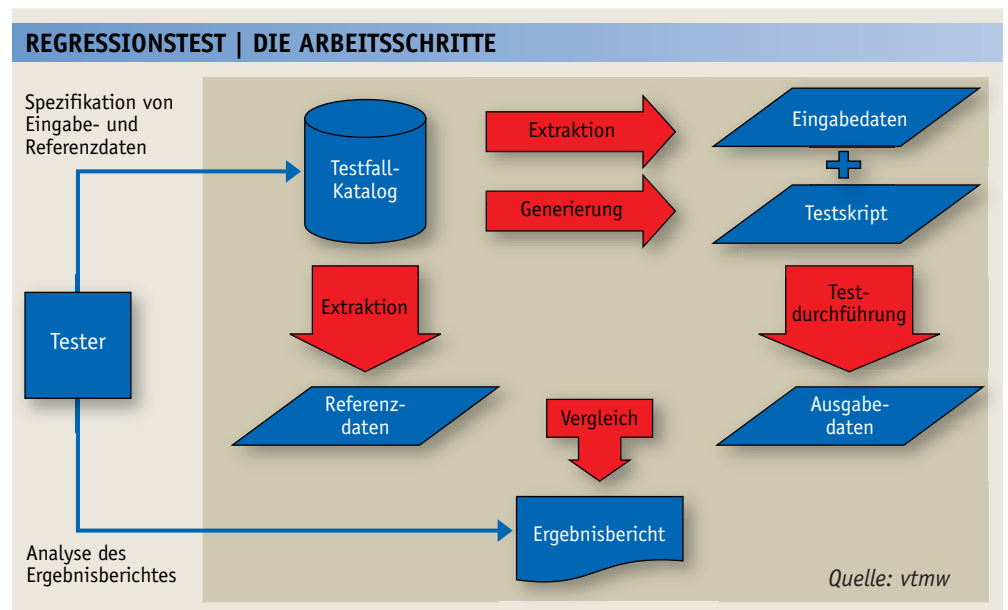 REGRESSIONSTEST | DIE ARBEITSSCHRITTE
Spezifikation von
Eingabe- und
Referenzdaten
Testfall-
Katalog
Extraktion
Generierung
Eingabedaten
Testskript
Tester
Extraktion
Test-
durchführung
Referenz-
daten
Vergleich
Ausgabe-
daten
Ergebnisbericht
Analyse des
Ergebnisberichtes
Quelle: vtmw